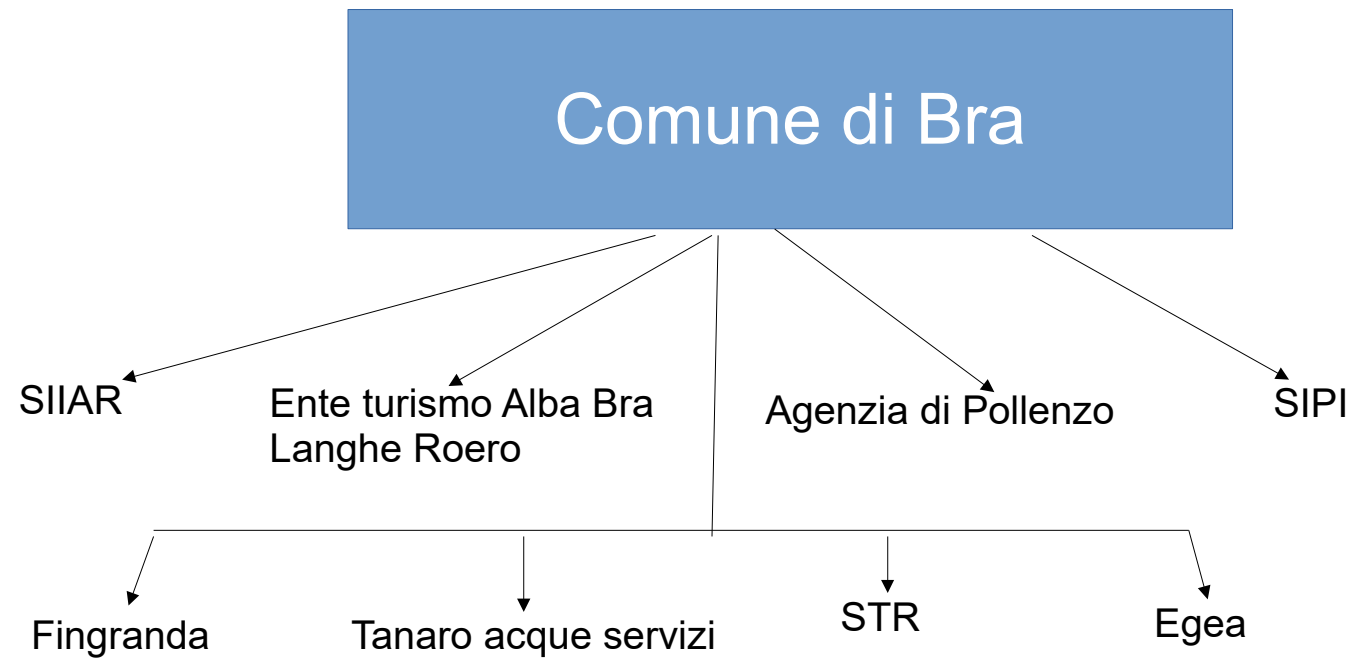 Comune di Bra
SIIAR
Ente turismo Alba Bra
Langhe Roero
Agenzia di Pollenzo
SIPI
Fingranda
Tanaro acque servizi
STR
Egea